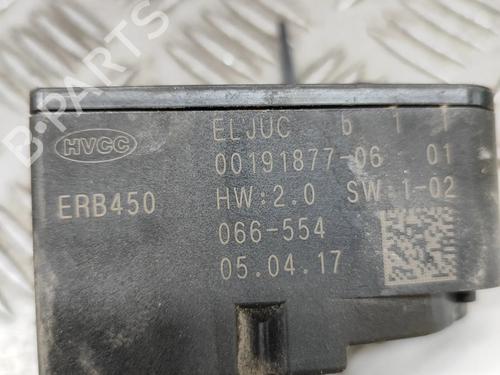 HVCC
ERB450
ELJUC b 1 1
00191877-06 01
HW:2.0 SW:1-02
066-554
05.04.17
B-PARTS